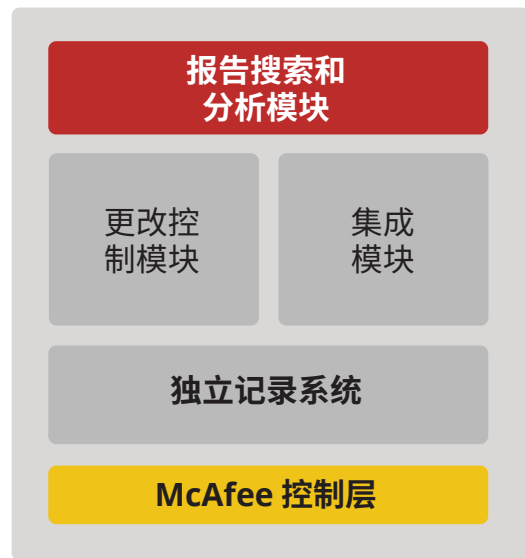 报告搜索和
分析模块
更改控
制模块
集成
模块
独立记录系统
McAfee 控制层